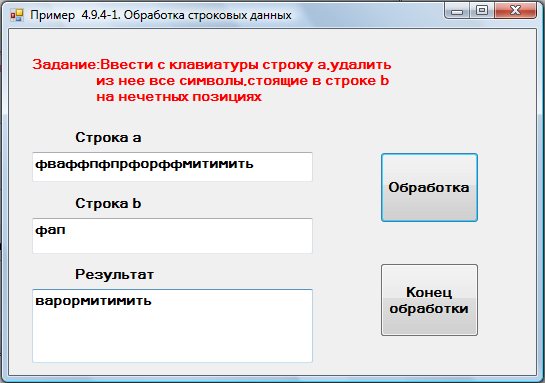 Пример 4.9.4-1. Обработка строковых данных
Задание:Ввести с клавиатуры строку a,удалить
из нее все символы,стоящие в строке b
на нечетных позициях
Строка a
фваффпфпрфорффмитимить
Обработка
Строка b
фап
Результат
варормитимить
Конец
обработки